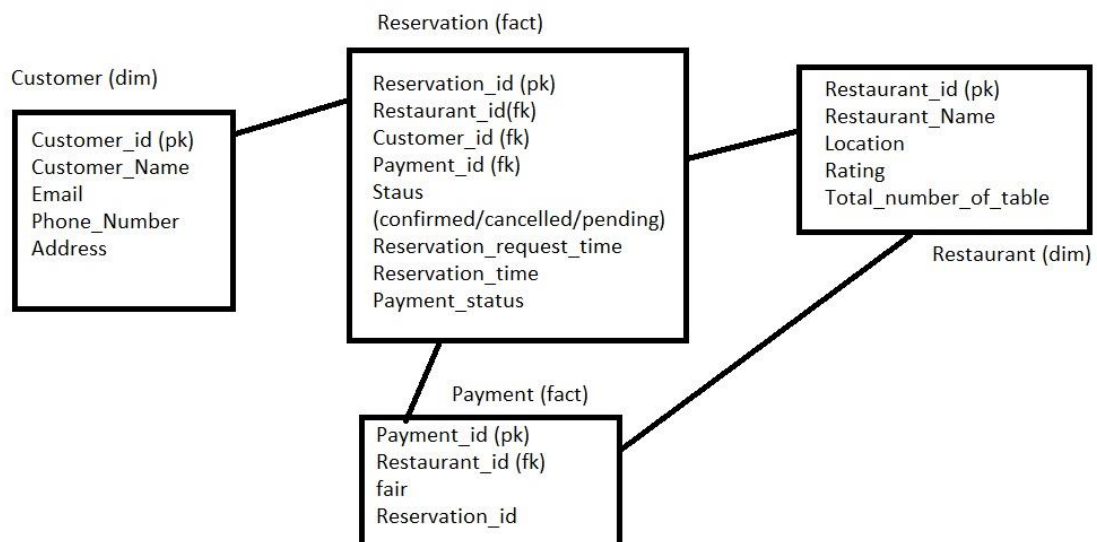 Reservation (fact)
Customer (dim)
Customer_id (pk)
Customer_Name
Email
Phone_Number
Address
Reservation_id (pk)
Restaurant_id(fk)
Customer_id (fk)
Payment_id (fk)
Staus
(confirmed/cancelled/pending)
Reservation_request_time
Reservation_time
Payment_status
Restaurant_id (pk)
Restaurant_Name
Location
Rating
Total_number_of_table
Restaurant (dim)
Payment (fact)
Payment_id (pk)
Restaurant_id (fk)
fair
Reservation_id